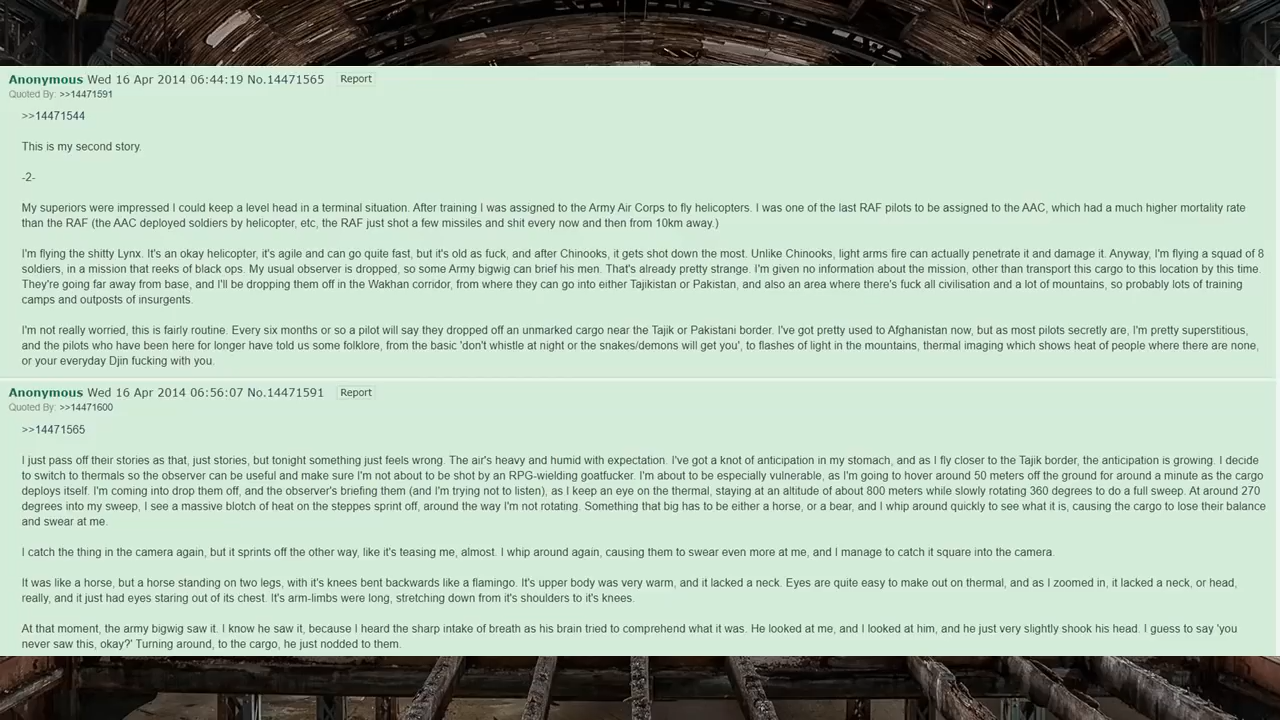 Anonymous Wed 16 Apr 2014 06:44:19 No.14471565 Report
Quoted By: >>14471591
>>14471544
This is my second story.
-2-
My superiors were impressed I could keep a level head in a terminal situation. After training I was assigned to the Army Air Corps to fly helicopters. I was one of the last RAF pilots to be assigned to the AAC, which had a much higher mortality rate
than the RAF (the AAC deployed soldiers by helicopter, etc, the RAF just shot a few missiles and shit every now and then from 10km away.)
I'm flying the shitty Lynx. It's an okay helicopter, it's agile and can go quite fast, but it's old as fuck, and after Chinooks, it gets shot down the most. Unlike Chinooks, light arms fire can actually penetrate it and damage it. Anyway, I'm flying a squad of 8
soldiers, in a mission that reeks of black ops. My usual observer is dropped, so some Army bigwig can brief his men. That's already pretty strange. I'm given no information about the mission, other than transport this cargo to this location by this time.
They're going far away from base, and I'll be dropping them off in the Wakhan corridor, from where they can go into either Tajikistan or Pakistan, and also an area where there's fuck all civilisation and a lot of mountains, so probably lots of training
camps and outposts of insurgents.
I'm not really worried, this is fairly routine. Every six months or so a pilot will say they dropped off an unmarked cargo near the Tajik or Pakistani border. I've got pretty used to Afghanistan now, but as most pilots secretly are, I'm pretty superstitious,
and the pilots who have been here for longer have told us some folklore, from the basic 'don't whistle at night or the snakes/demons will get you', to flashes of light in the mountains, thermal imaging which shows heat of people where there are none,
or your everyday Djin fucking with you.
Anonymous Wed 16 Apr 2014 06:56:07 No.14471591 Report
Quoted By: >>14471600
>>14471565
I just pass off their stories as that, just stories, but tonight something just feels wrong. The air's heavy and humid with expectation. I've got a knot of anticipation in my stomach, and as I fly closer to the Tajik border, the anticipation is growing. I decide
to switch to thermals so the observer can be useful and make sure I'm not about to be shot by an RPG-wielding goatfucker. I'm about to be especially vulnerable, as I'm going to hover around 50 meters off the ground for around a minute as the cargo
deploys itself. I'm coming into drop them off, and the observer's briefing them (and I'm trying not to listen), as I keep an eye on the thermal, staying at an altitude of about 800 meters while slowly rotating 360 degrees to do a full sweep. At around 270
degrees into my sweep, I see a massive blotch of heat on the steppes sprint off, around the way I'm not rotating. Something that big has to be either a horse, or a bear, and I whip around quickly to see what it is, causing the cargo to lose their balance
and swear at me.
I catch the thing in the camera again, but it sprints off the other way, like it's teasing me, almost. I whip around again, causing them to swear even more at me, and I manage to catch it square into the camera.
It was like a horse, but a horse standing on two legs, with it's knees bent backwards like a flamingo. It's upper body was very warm, and it lacked a neck. Eyes are quite easy to make out on thermal, and as I zoomed in, it lacked a neck, or head,
really, and it just had eyes staring out of its chest. It's arm-limbs were long, stretching down from it's shoulders to it's knees.
At that moment, the army bigwig saw it. I know he saw it, because I heard the sharp intake of breath as his brain tried to comprehend what it was. He looked at me, and I looked at him, and he just very slightly shook his head. I guess to say 'you
never saw this, okay?' Turning around, to the cargo, he just nodded to them.